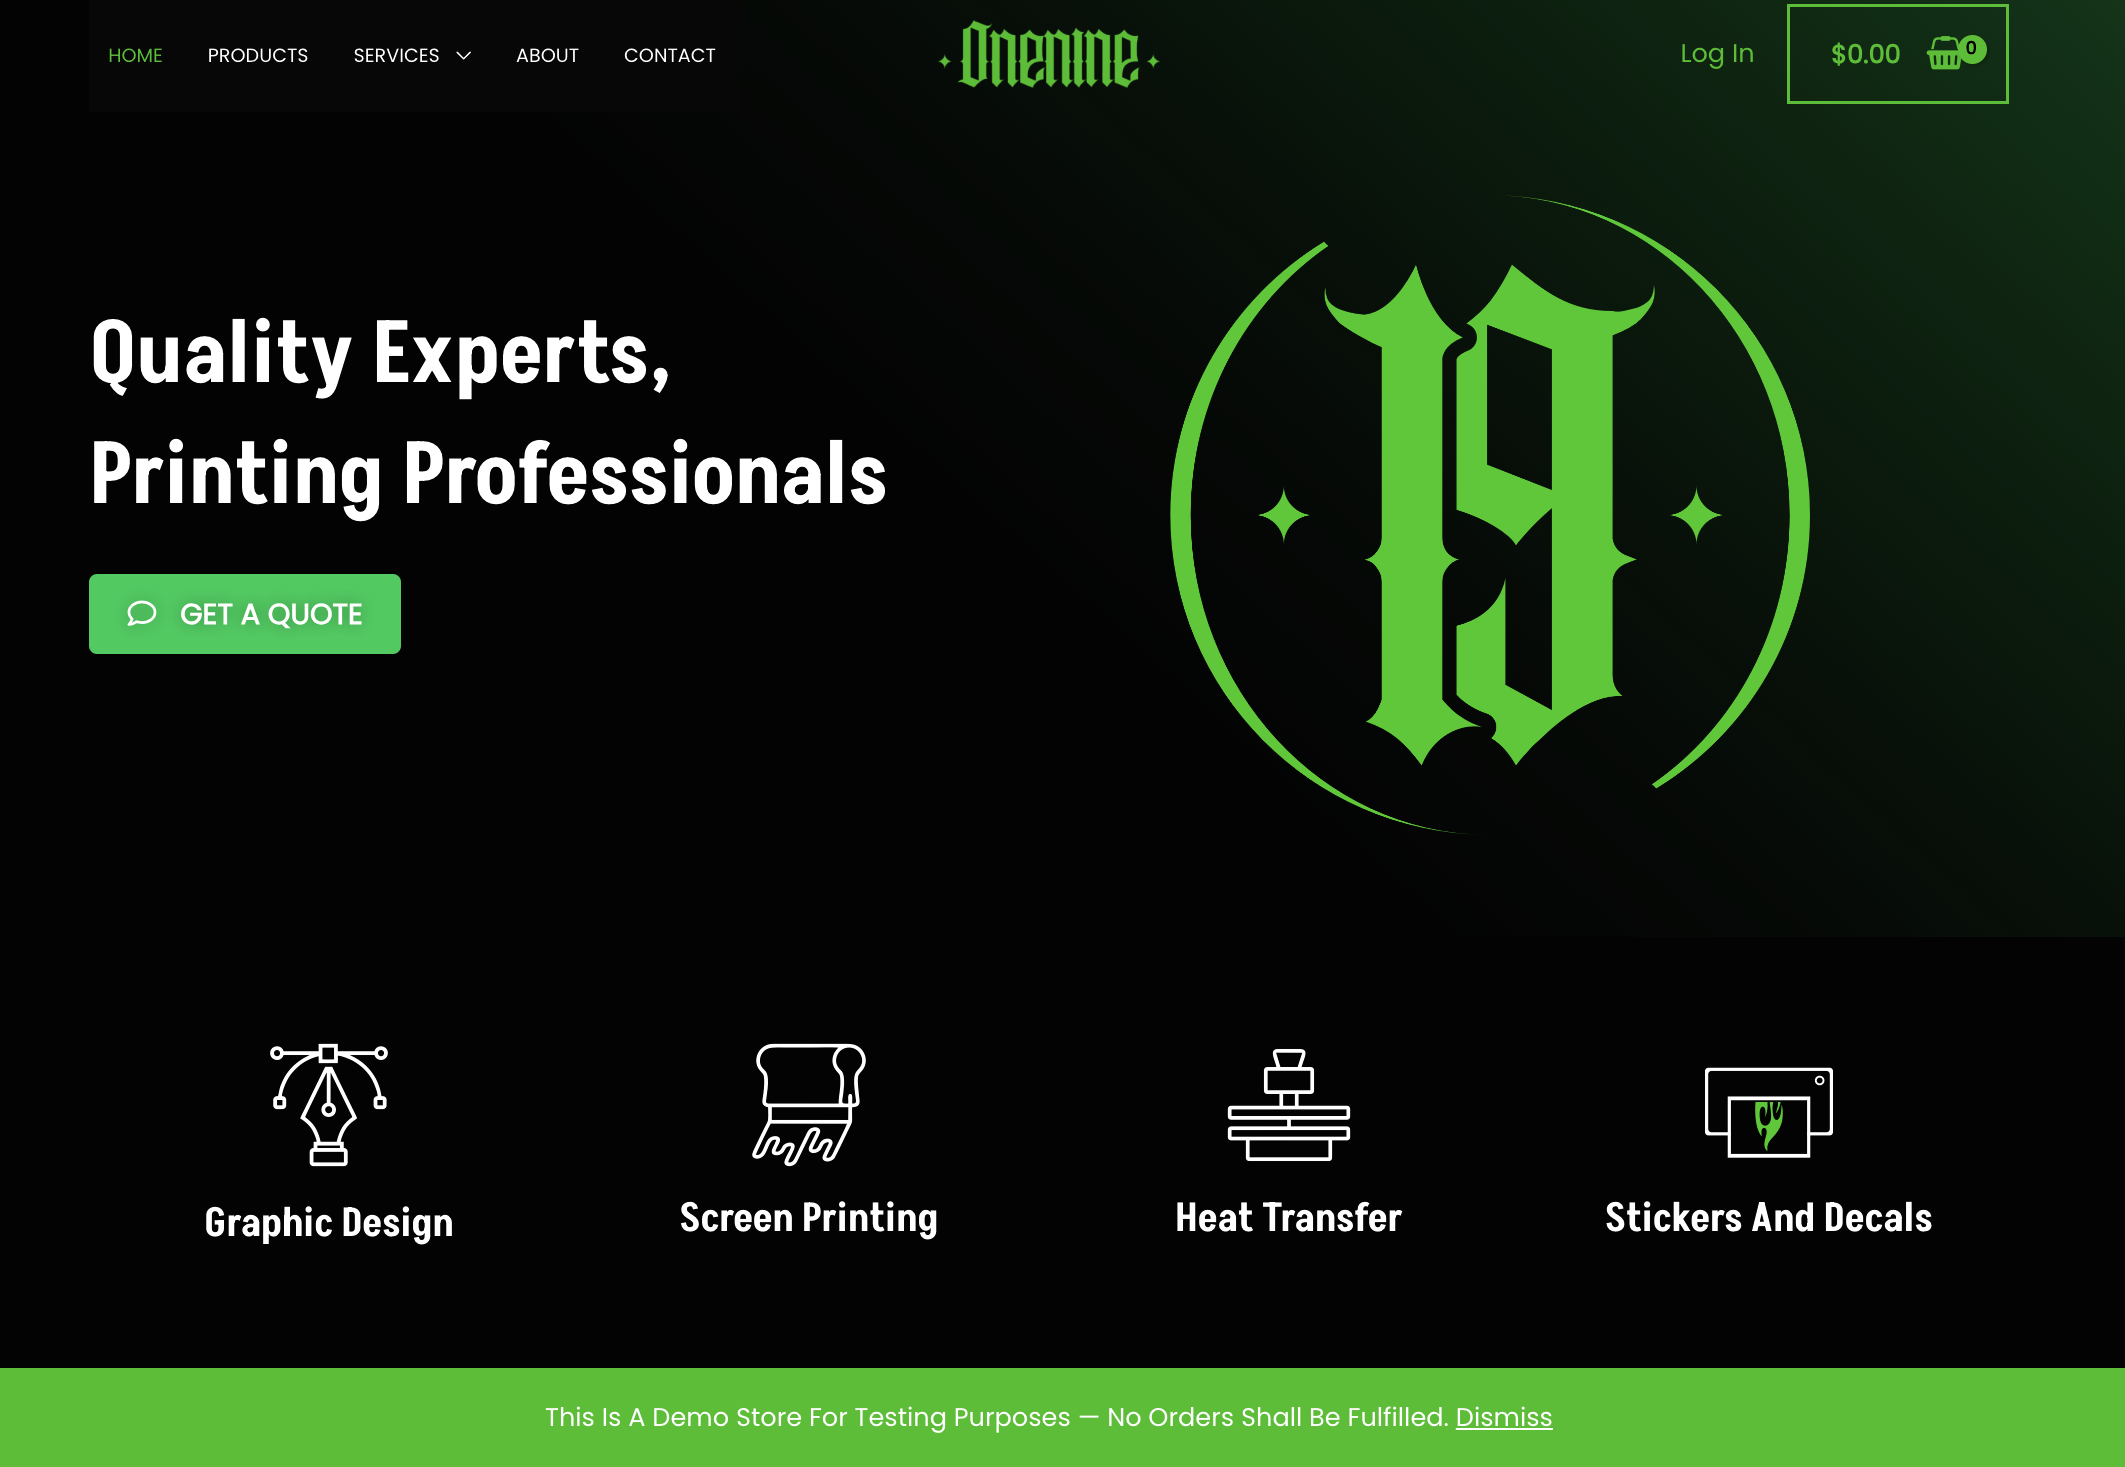 HOME PRODUCTS SERVICES ABOUT CONTACT
Onenine
Log In
$0.00
0
Quality Experts,
Printing Professionals
GET A QUOTE
19
Graphic Design
Screen Printing
Heat Transfer
Stickers And Decals
This Is A Demo Store For Testing Purposes — No Orders Shall Be Fulfilled. Dismiss